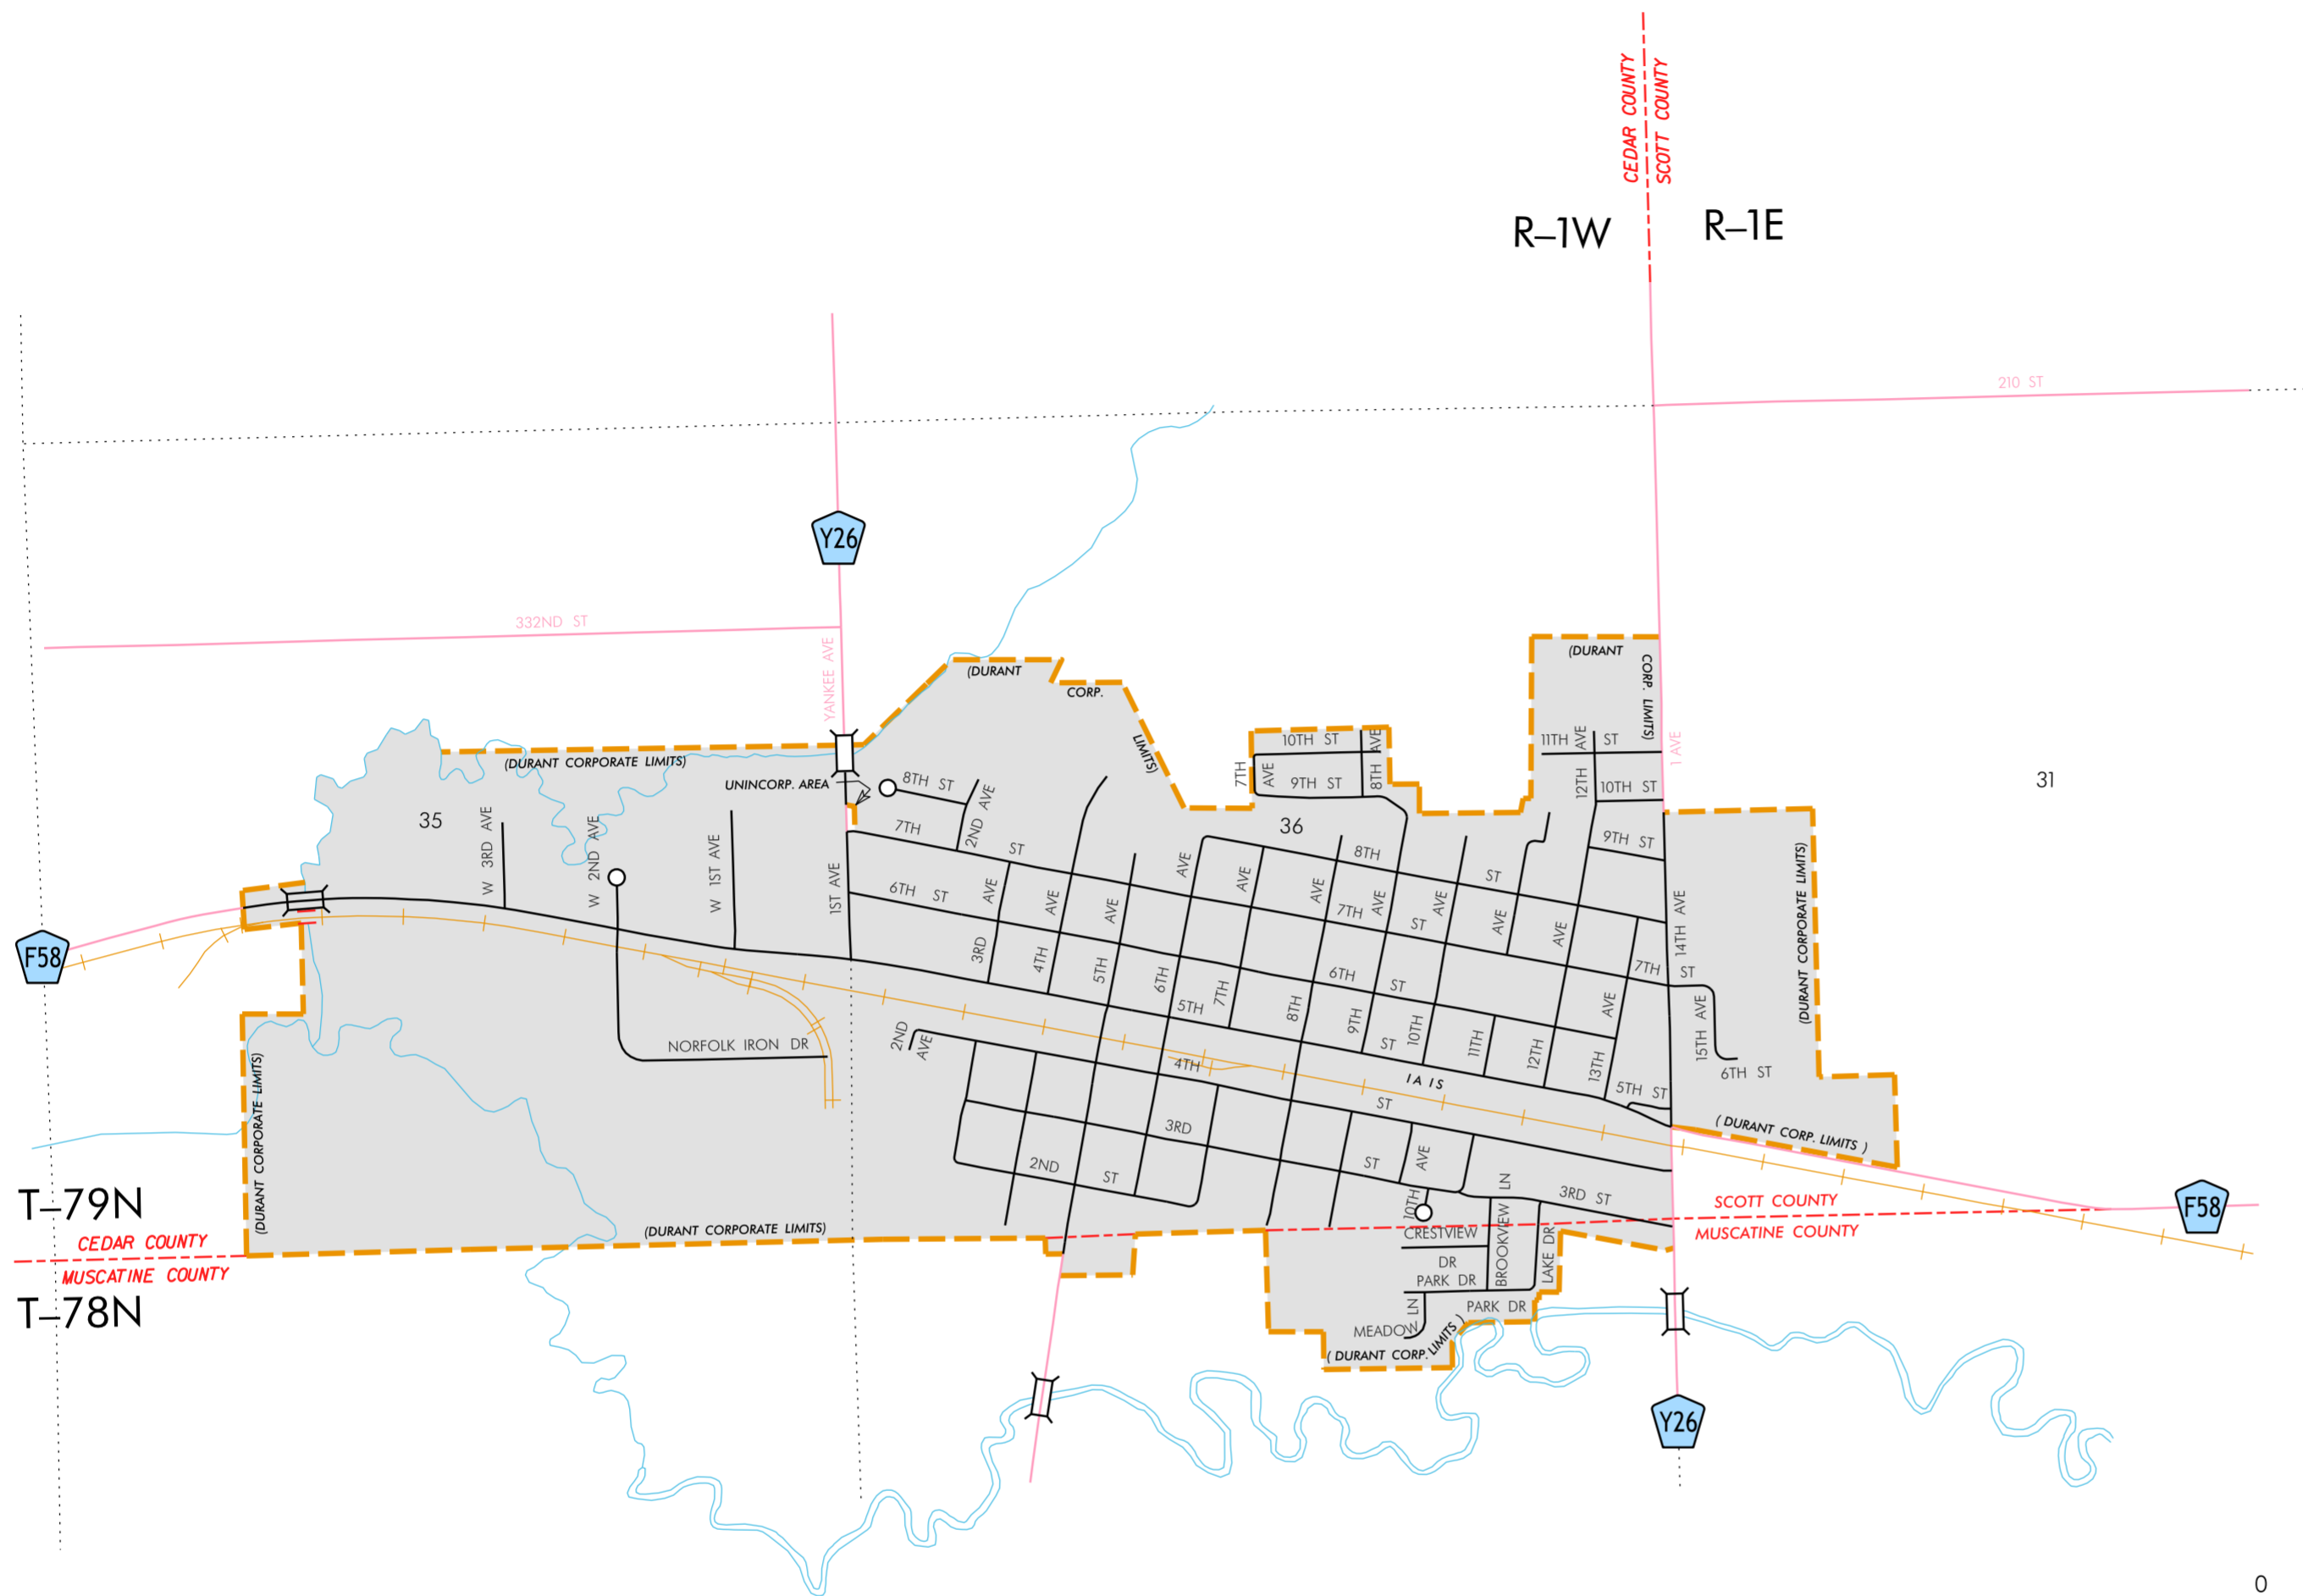 CEDAR COUNTY
SCOTT COUNTY
R–1W
R–1E
210 ST
Y26
332ND ST
YANKEE AVE
(DURANT
CORP.
LIMITS)
(DURANT
CORP. LIMITS)
1 AVE
(DURANT CORPORATE LIMITS)
UNINCORP. AREA
35
36
31
10TH ST
7TH
AVE
9TH ST
8TH AVE
11TH ST
12TH AVE
10TH ST
9TH ST
8TH ST
2ND AVE
7TH
ST
W 3RD AVE
W 2ND AVE
W 1ST AVE
1ST AVE
6TH ST
3RD AVE
4TH AVE
5TH AVE
6TH AVE
7TH AVE
8TH AVE
9TH AVE
10TH AVE
11TH AVE
12TH AVE
13TH AVE
14TH AVE
8TH ST
7TH ST
6TH ST
5TH ST
7TH ST
15TH AVE
6TH ST
5TH ST
(DURANT CORPORATE LIMITS)
( DURANT CORP. LIMITS )
F58
NORFOLK IRON DR
2ND
AVE
4TH
ST
IA IS
3RD
ST
2ND ST
10TH AVE
3RD ST
BROOKVIEW LN
LAKE DR
CRESTVIEW
DR
PARK DR
PARK DR
MEADOW
LN
( DURANT CORP. LIMITS )
(DURANT CORPORATE LIMITS)
(DURANT CORPORATE LIMITS)
T–79N
CEDAR COUNTY
MUSCATINE COUNTY
T–78N
SCOTT COUNTY
MUSCATINE COUNTY
F58
Y26
0